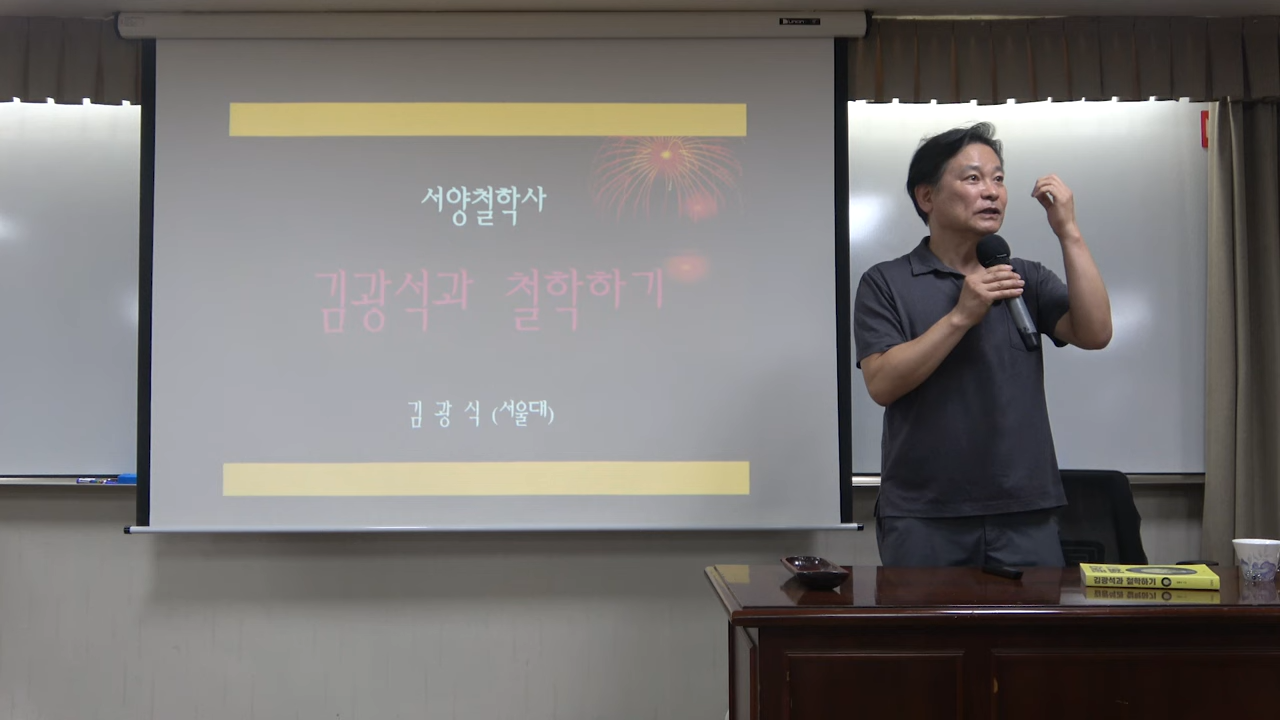 서양철학사
김광석과 철학하기
김 광 식 (서울대)
김광석과 철학하기